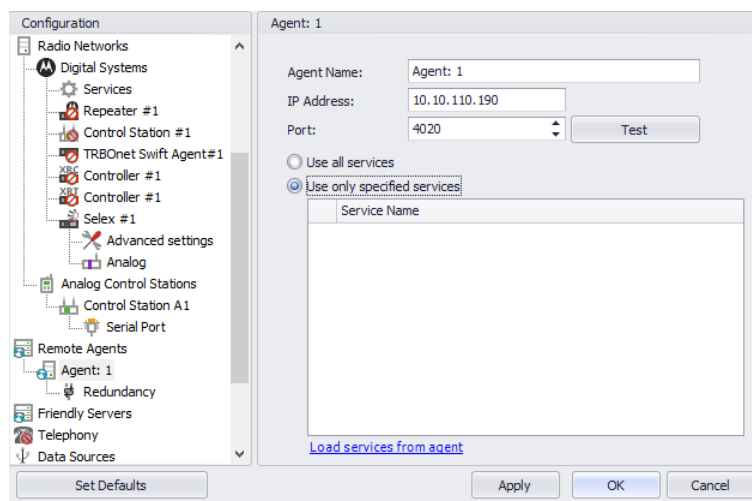 Configuration
Radio Networks
Digital Systems
Services
Repeater #1
Control Station #1
TRBOnet Swift Agent#1
XRC
Controller #1
XRT
Controller #1
Selex #1
Advanced settings
Analog
Analog Control Stations
Control Station A1
Serial Port
Remote Agents
Agent: 1
Redundancy
Friendly Servers
Telephony
Data Sources
Set Defaults
Agent: 1
Agent Name: Agent: 1
IP Address: 10.10.110.190
Port: 4020 Test
Use all services
Use only specified services
Service Name
Load services from agent
Apply OK Cancel